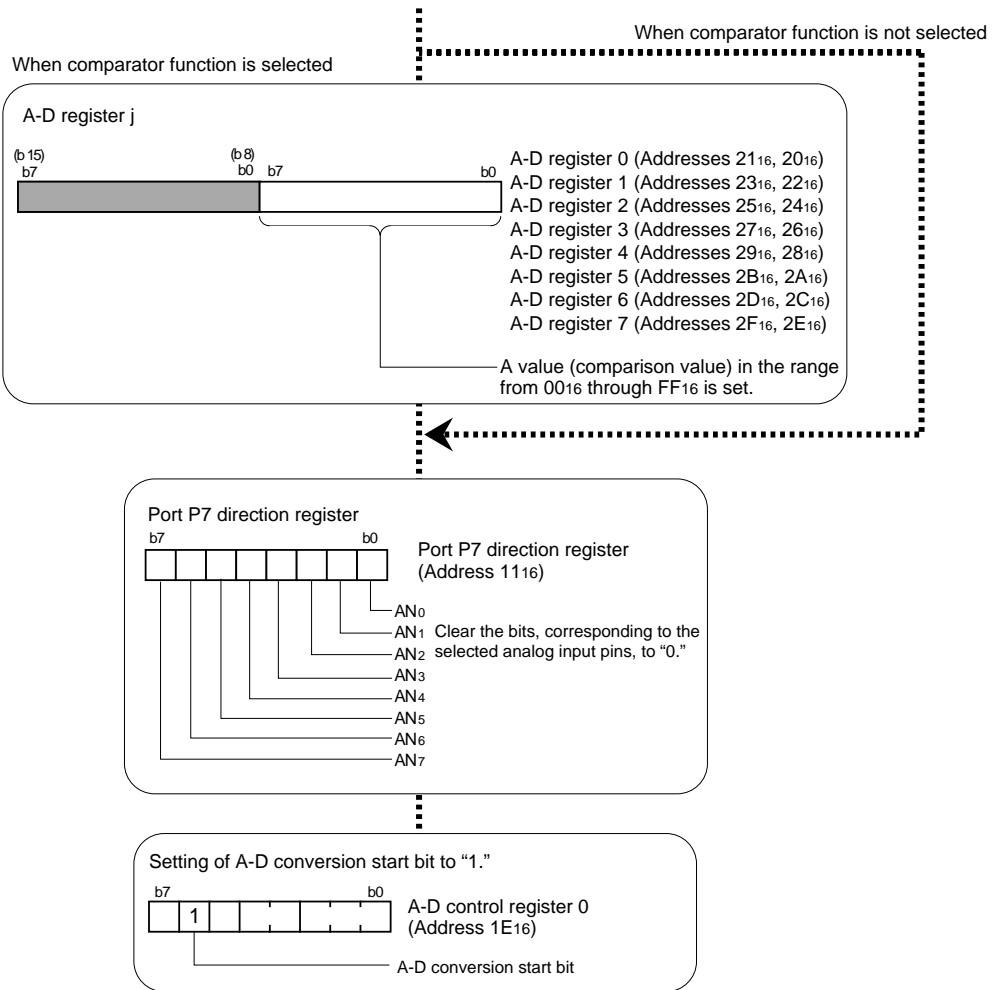 When comparator function is not selected
When comparator function is selected
A-D register j
(b 15) (b 8)
b7 b0 b7 b0
A-D register 0 (Addresses 21₁₆, 20₁₆)
A-D register 1 (Addresses 23₁₆, 22₁₆)
A-D register 2 (Addresses 25₁₆, 24₁₆)
A-D register 3 (Addresses 27₁₆, 26₁₆)
A-D register 4 (Addresses 29₁₆, 28₁₆)
A-D register 5 (Addresses 2B₁₆, 2A₁₆)
A-D register 6 (Addresses 2D₁₆, 2C₁₆)
A-D register 7 (Addresses 2F₁₆, 2E₁₆)
A value (comparison value) in the range
from 00₁₆ through FF₁₆ is set.
Port P7 direction register
b7 b0
Port P7 direction register
(Address 11₁₆)
AN₀
AN₁
AN₂
AN₃
AN₄
AN₅
AN₆
AN₇
Clear the bits, corresponding to the
selected analog input pins, to “0.”
Setting of A-D conversion start bit to “1.”
b7 b0
1
A-D control register 0
(Address 1E₁₆)
A-D conversion start bit